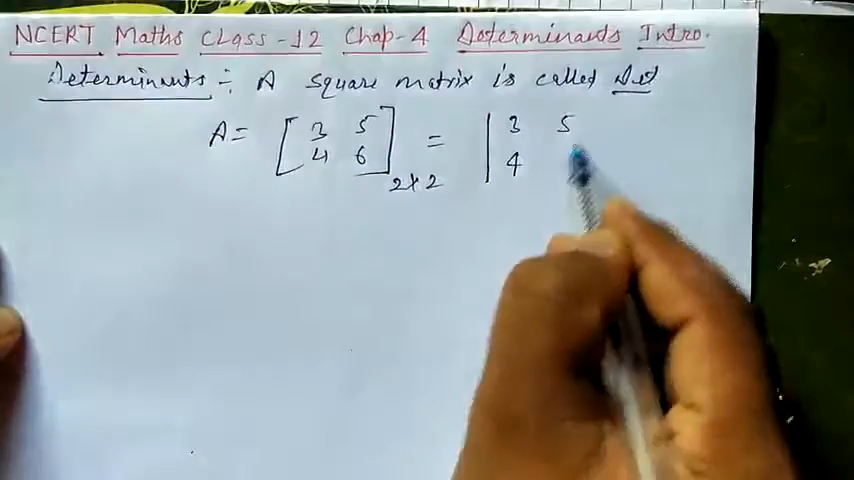 NCERT Maths Class-12 Chap-4 Determinants Intro.
Determinants ÷ A square matrix is called Det
A = [ 3 5 = | 3 5
4 6 ] 2×2 | 4